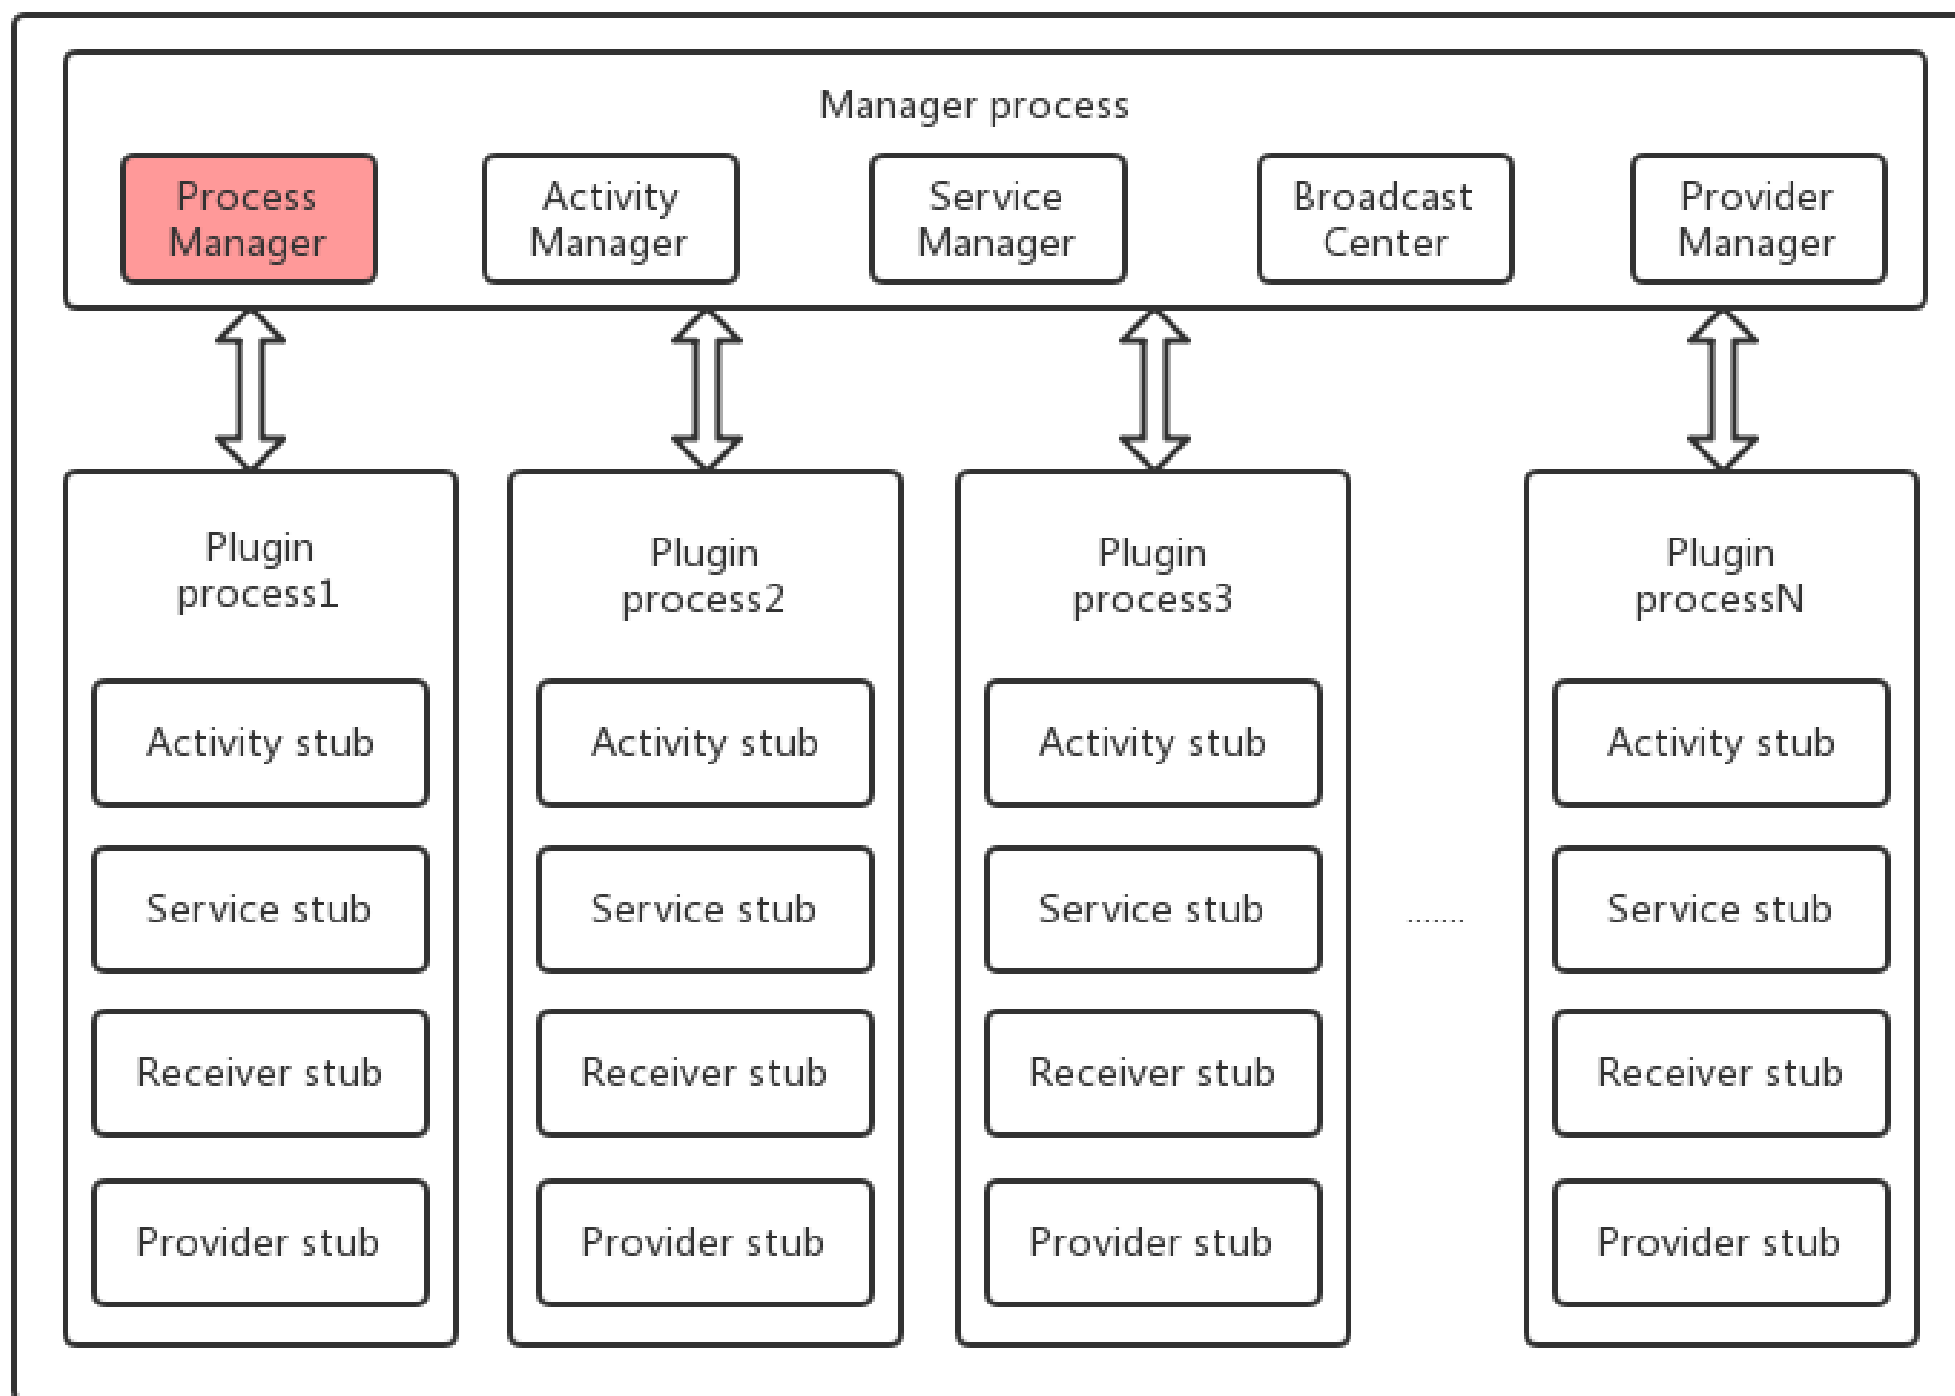 Manager process
Process
Manager
Activity
Manager
Service
Manager
Broadcast
Center
Provider
Manager
Plugin
process1
Activity stub
Service stub
Receiver stub
Provider stub
Plugin
process2
Activity stub
Service stub
Receiver stub
Provider stub
Plugin
process3
Activity stub
Service stub
Receiver stub
Provider stub
.......
Plugin
processN
Activity stub
Service stub
Receiver stub
Provider stub